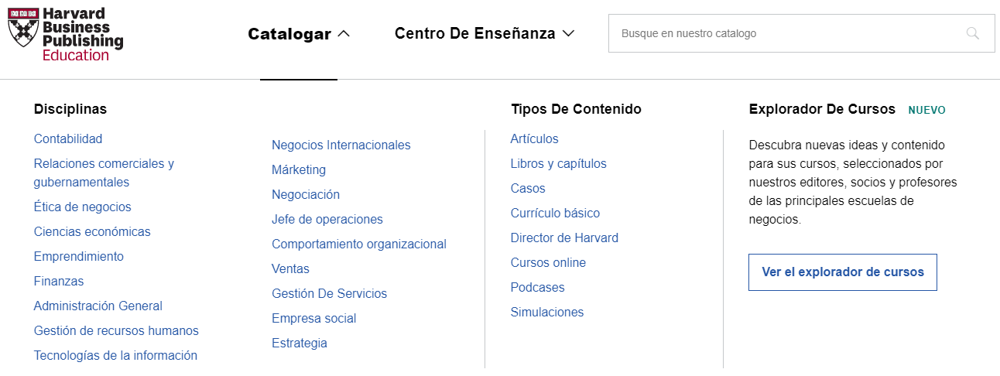 Harvard
Business
Publishing
Education
Catalogar
Centro De Enseñanza
Busque en nuestro catalogo
Disciplinas
Contabilidad
Relaciones comerciales y
gubernamentales
Ética de negocios
Ciencias económicas
Emprendimiento
Finanzas
Administración General
Gestión de recursos humanos
Tecnologías de la información
Negocios Internacionales
Márketing
Negociación
Jefe de operaciones
Comportamiento organizacional
Ventas
Gestión De Servicios
Empresa social
Estrategia
Tipos De Contenido
Artículos
Libros y capítulos
Casos
Currículo básico
Director de Harvard
Cursos online
Podcases
Simulaciones
Explorador De Cursos NUEVO
Descubra nuevas ideas y contenido
para sus cursos, seleccionados por
nuestros editores, socios y profesores
de las principales escuelas de
negocios.
Ver el explorador de cursos